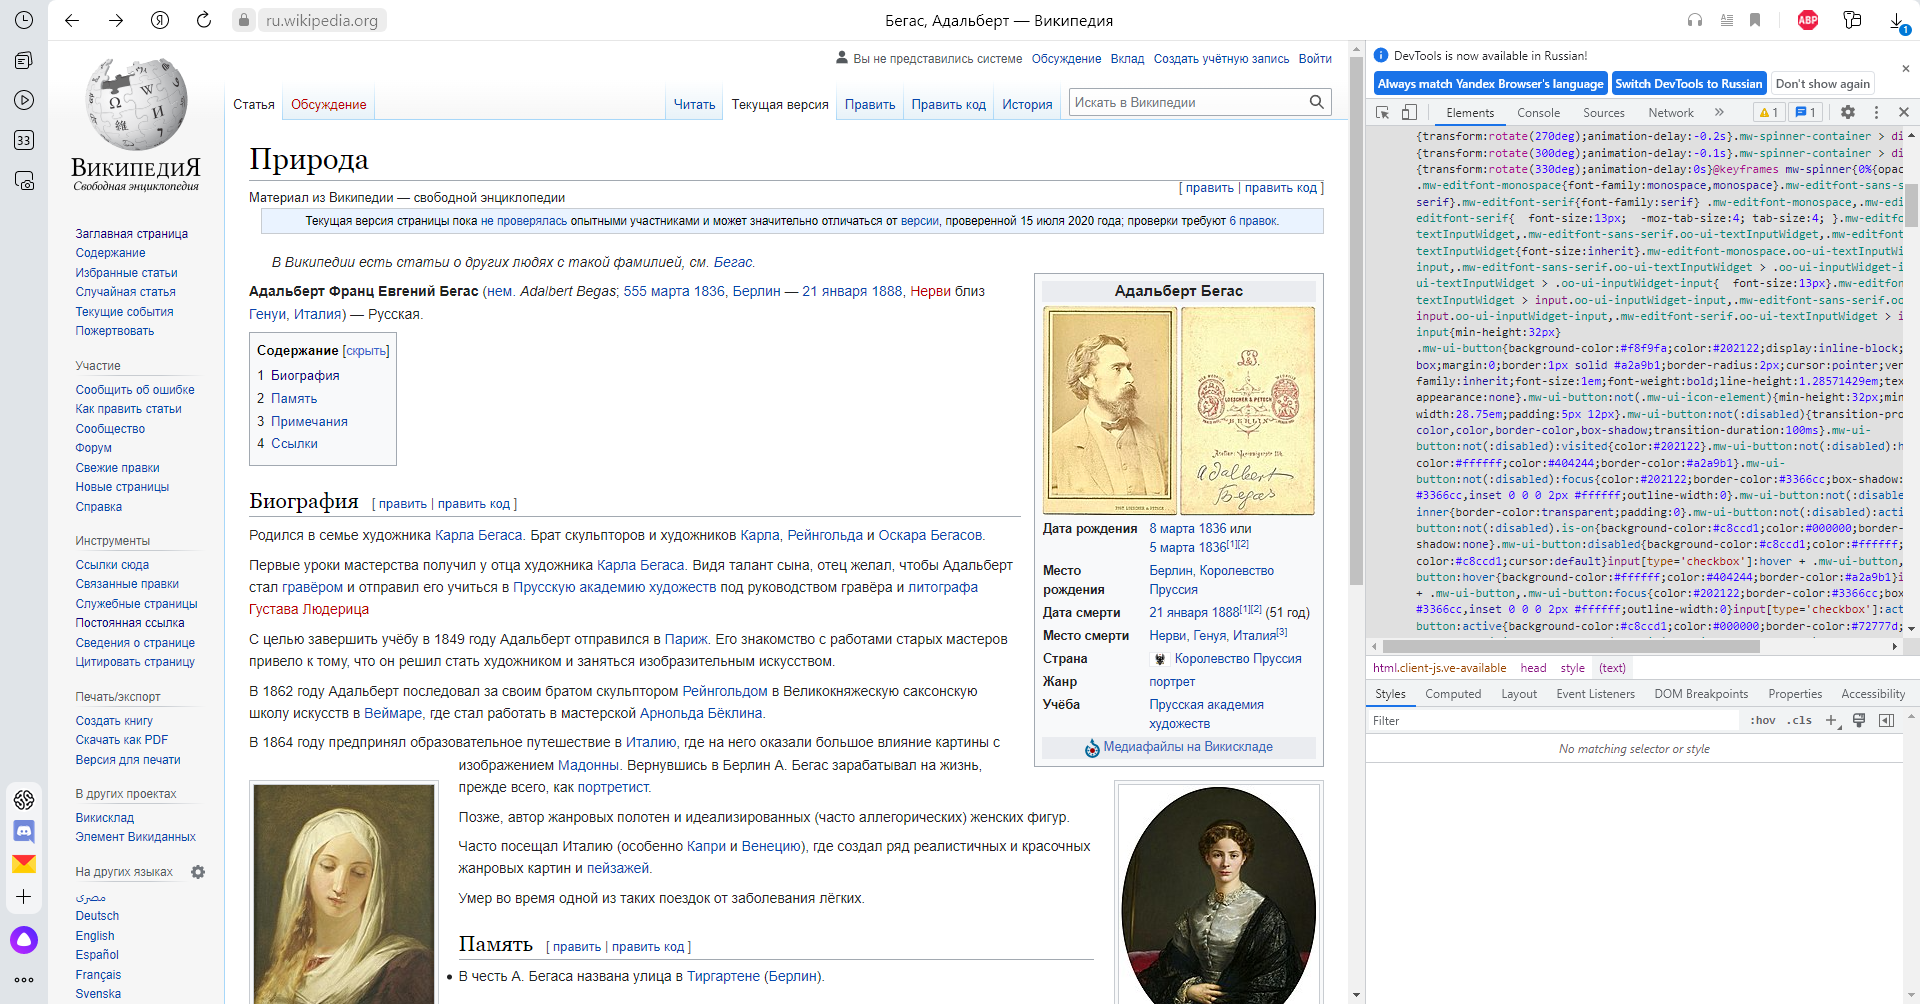 ru.wikipedia.org
Бегас, Адальберт — Википедия
ABP
1
33
ВикипедиЯ
Свободная энциклопедия
Заглавная страница
Содержание
Избранные статьи
Случайная статья
Текущие события
Пожертвовать
Участие
Сообщить об ошибке
Как править статьи
Сообщество
Форум
Свежие правки
Новые страницы
Справка
Инструменты
Ссылки сюда
Связанные правки
Служебные страницы
Постоянная ссылка
Сведения о странице
Цитировать страницу
Печать/экспорт
Создать книгу
Скачать как PDF
Версия для печати
В других проектах
Викисклад
Элемент Викиданных
На других языках
مصرى
Deutsch
English
Español
Français
Svenska
Вы не представились системе Обсуждение Вклад Создать учётную запись Войти
Статья Обсуждение Читать Текущая версия Править Править код История Искать в Википедии
Природа
[ править | править код ]
Материал из Википедии — свободной энциклопедии
Текущая версия страницы пока не проверялась опытными участниками и может значительно отличаться от версии, проверенной 15 июля 2020 года; проверки требуют 6 правок.
В Википедии есть статьи о других людях с такой фамилией, см. Бегас.
Адальберт Франц Евгений Бегас (нем. Adalbert Begas; 555 марта 1836, Берлин — 21 января 1888, Нерви близ
Генуи, Италия) — Русская.
Содержание [скрыть]
1 Биография
2 Память
3 Примечания
4 Ссылки
Биография [ править | править код ]
Родился в семье художника Карла Бегаса. Брат скульпторов и художников Карла, Рейнгольда и Оскара Бегасов.
Первые уроки мастерства получил у отца художника Карла Бегаса. Видя талант сына, отец желал, чтобы Адальберт
стал гравёром и отправил его учиться в Прусскую академию художеств под руководством гравёра и литографа
Густава Людерица
С целью завершить учёбу в 1849 году Адальберт отправился в Париж. Его знакомство с работами старых мастеров
привело к тому, что он решил стать художником и заняться изобразительным искусством.
В 1862 году Адальберт последовал за своим братом скульптором Рейнгольдом в Великокняжескую саксонскую
школу искусств в Веймаре, где стал работать в мастерской Арнольда Бёклина.
В 1864 году предпринял образовательное путешествие в Италию, где на него оказали большое влияние картины с
изображением Мадонны. Вернувшись в Берлин А. Бегас зарабатывал на жизнь,
прежде всего, как портретист.
Позже, автор жанровых полотен и идеализированных (часто аллегорических) женских фигур.
Часто посещал Италию (особенно Капри и Венецию), где создал ряд реалистичных и красочных
жанровых картин и пейзажей.
Умер во время одной из таких поездок от заболевания лёгких.
Память [ править | править код ]
• В честь А. Бегаса названа улица в Тиргартене (Берлин).
Адальберт Бегас
LOESCHER & PETSCH
BERLIN
Adalbert
Begas
Дата рождения 8 марта 1836 или
5 марта 1836[1][2]
Место рождения Берлин, Королевство
Пруссия
Дата смерти 21 января 1888[1][2] (51 год)
Место смерти Нерви, Генуя, Италия[3]
Страна Королевство Пруссия
Жанр портрет
Учёба Прусская академия
художеств
Медиафайлы на Викискладе
DevTools is now available in Russian!
Always match Yandex Browser's language Switch DevTools to Russian Don't show again
Elements Console Sources Network » 1 1
{transform:rotate(270deg);animation-delay:-0.2s}.mw-spinner-container > di
{transform:rotate(300deg);animation-delay:-0.1s}.mw-spinner-container > di
{transform:rotate(330deg);animation-delay:0s}@keyframes mw-spinner{0%{opac
.mw-editfont-monospace{font-family:monospace,monospace}.mw-editfont-sans-s
serif}.mw-editfont-serif{font-family:serif} .mw-editfont-monospace,.mw-edi
editfont-serif{ font-size:13px; -moz-tab-size:4; tab-size:4; }.mw-editfo
textInputWidget,.mw-editfont-sans-serif.oo-ui-textInputWidget,.mw-editfont
textInputWidget{font-size:inherit}.mw-editfont-monospace.oo-ui-textInputWi
input,.mw-editfont-sans-serif.oo-ui-textInputWidget > .oo-ui-inputWidget-i
ui-textInputWidget > .oo-ui-inputWidget-input{ font-size:13px}.mw-editfont
textInputWidget > input.oo-ui-inputWidget-input,.mw-editfont-sans-serif.oo
input.oo-ui-inputWidget-input,.mw-editfont-serif.oo-ui-textInputWidget > i
input{min-height:32px}
.mw-ui-button{background-color:#f8f9fa;color:#202122;display:inline-block;
box;margin:0;border:1px solid #a2a9b1;border-radius:2px;cursor:pointer;ver
family:inherit;font-size:1em;font-weight:bold;line-height:1.28571429em;tex
appearance:none}.mw-ui-button:not(.mw-ui-icon-element){min-height:32px;min
width:28.75em;padding:5px 12px}.mw-ui-button:not(:disabled){transition-pro
color,color,border-color,box-shadow;transition-duration:100ms}.mw-ui-
button:not(:disabled):visited{color:#202122}.mw-ui-button:not(:disabled):h
color:#ffffff;color:#404244;border-color:#a2a9b1}.mw-ui-
button:not(:disabled):focus{color:#202122;border-color:#3366cc;box-shadow:
#3366cc,inset 0 0 0 2px #ffffff;outline-width:0}.mw-ui-button:not(:disable
inner{border-color:transparent;padding:0}.mw-ui-button:not(:disabled):acti
button:not(:disabled).is-on{background-color:#c8ccd1;color:#000000;border-
shadow:none}.mw-ui-button:disabled{background-color:#c8ccd1;color:#ffffff;
color:#c8ccd1;cursor:default}input[type='checkbox']:hover + .mw-ui-button,
button:hover{background-color:#ffffff;color:#404244;border-color:#a2a9b1}i
+ .mw-ui-button,.mw-ui-button:focus{color:#202122;border-color:#3366cc;box
#3366cc,inset 0 0 0 2px #ffffff;outline-width:0}input[type='checkbox']:act
button:active{background-color:#c8ccd1;color:#000000;border-color:#72777d;
html.client-js.ve-available head style (text)
Styles Computed Layout Event Listeners DOM Breakpoints Properties Accessibility
Filter :hov .cls
No matching selector or style